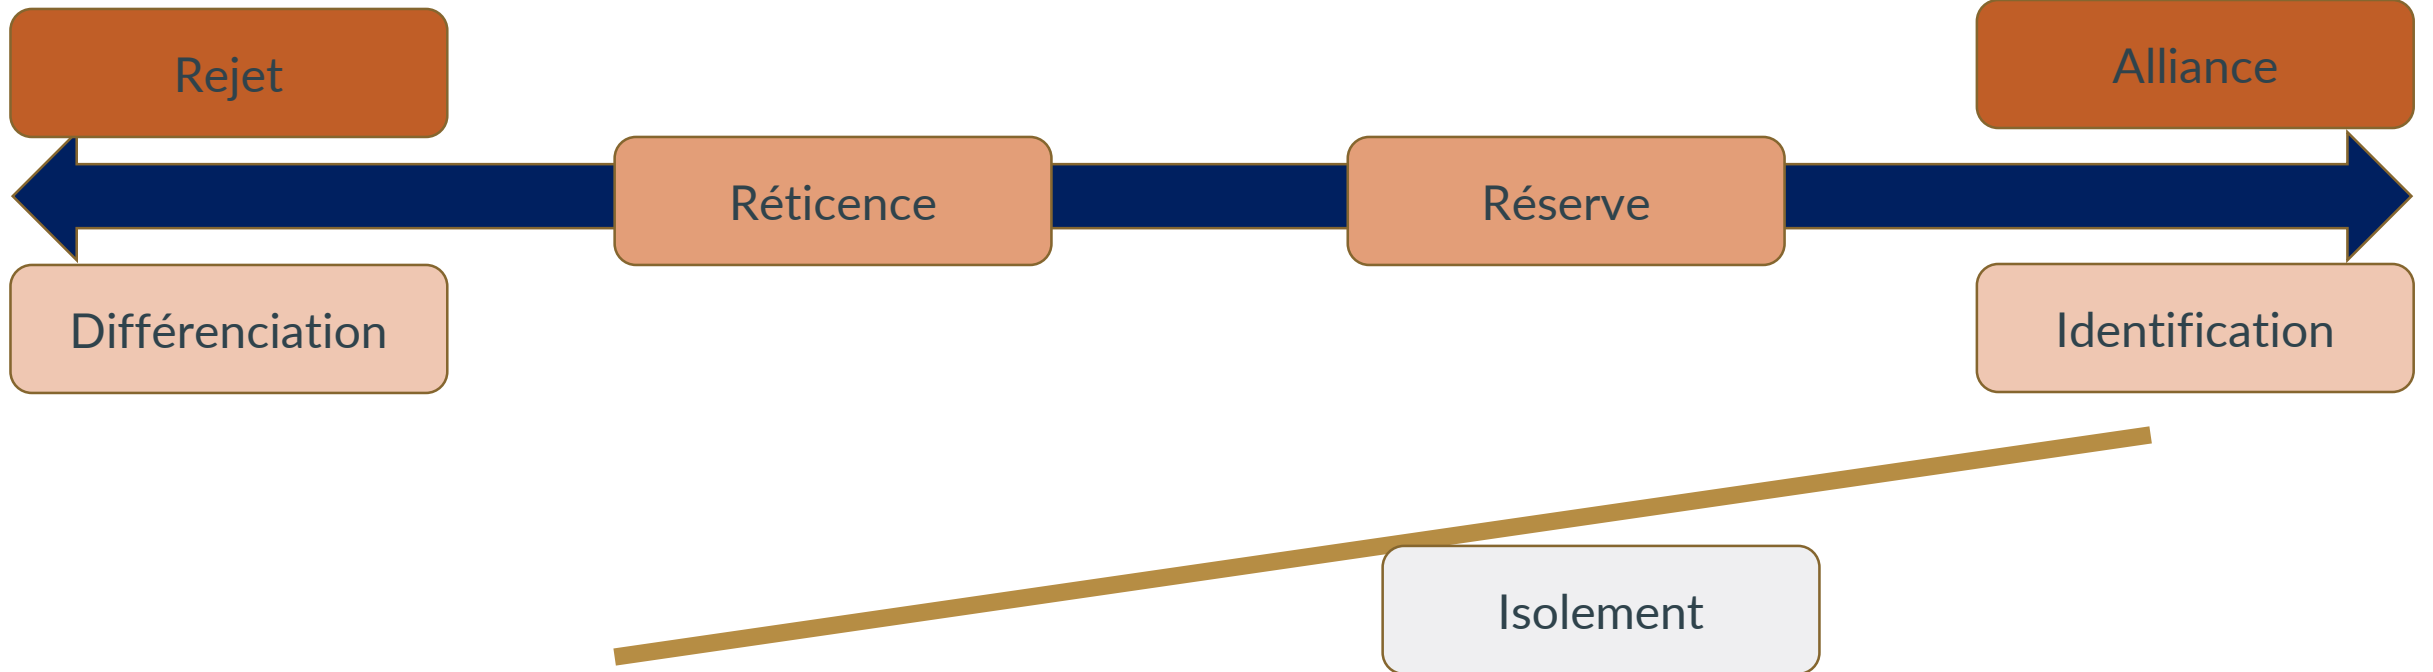 Rejet
Alliance
Réticence
Réserve
Différenciation
Identification
Isolement